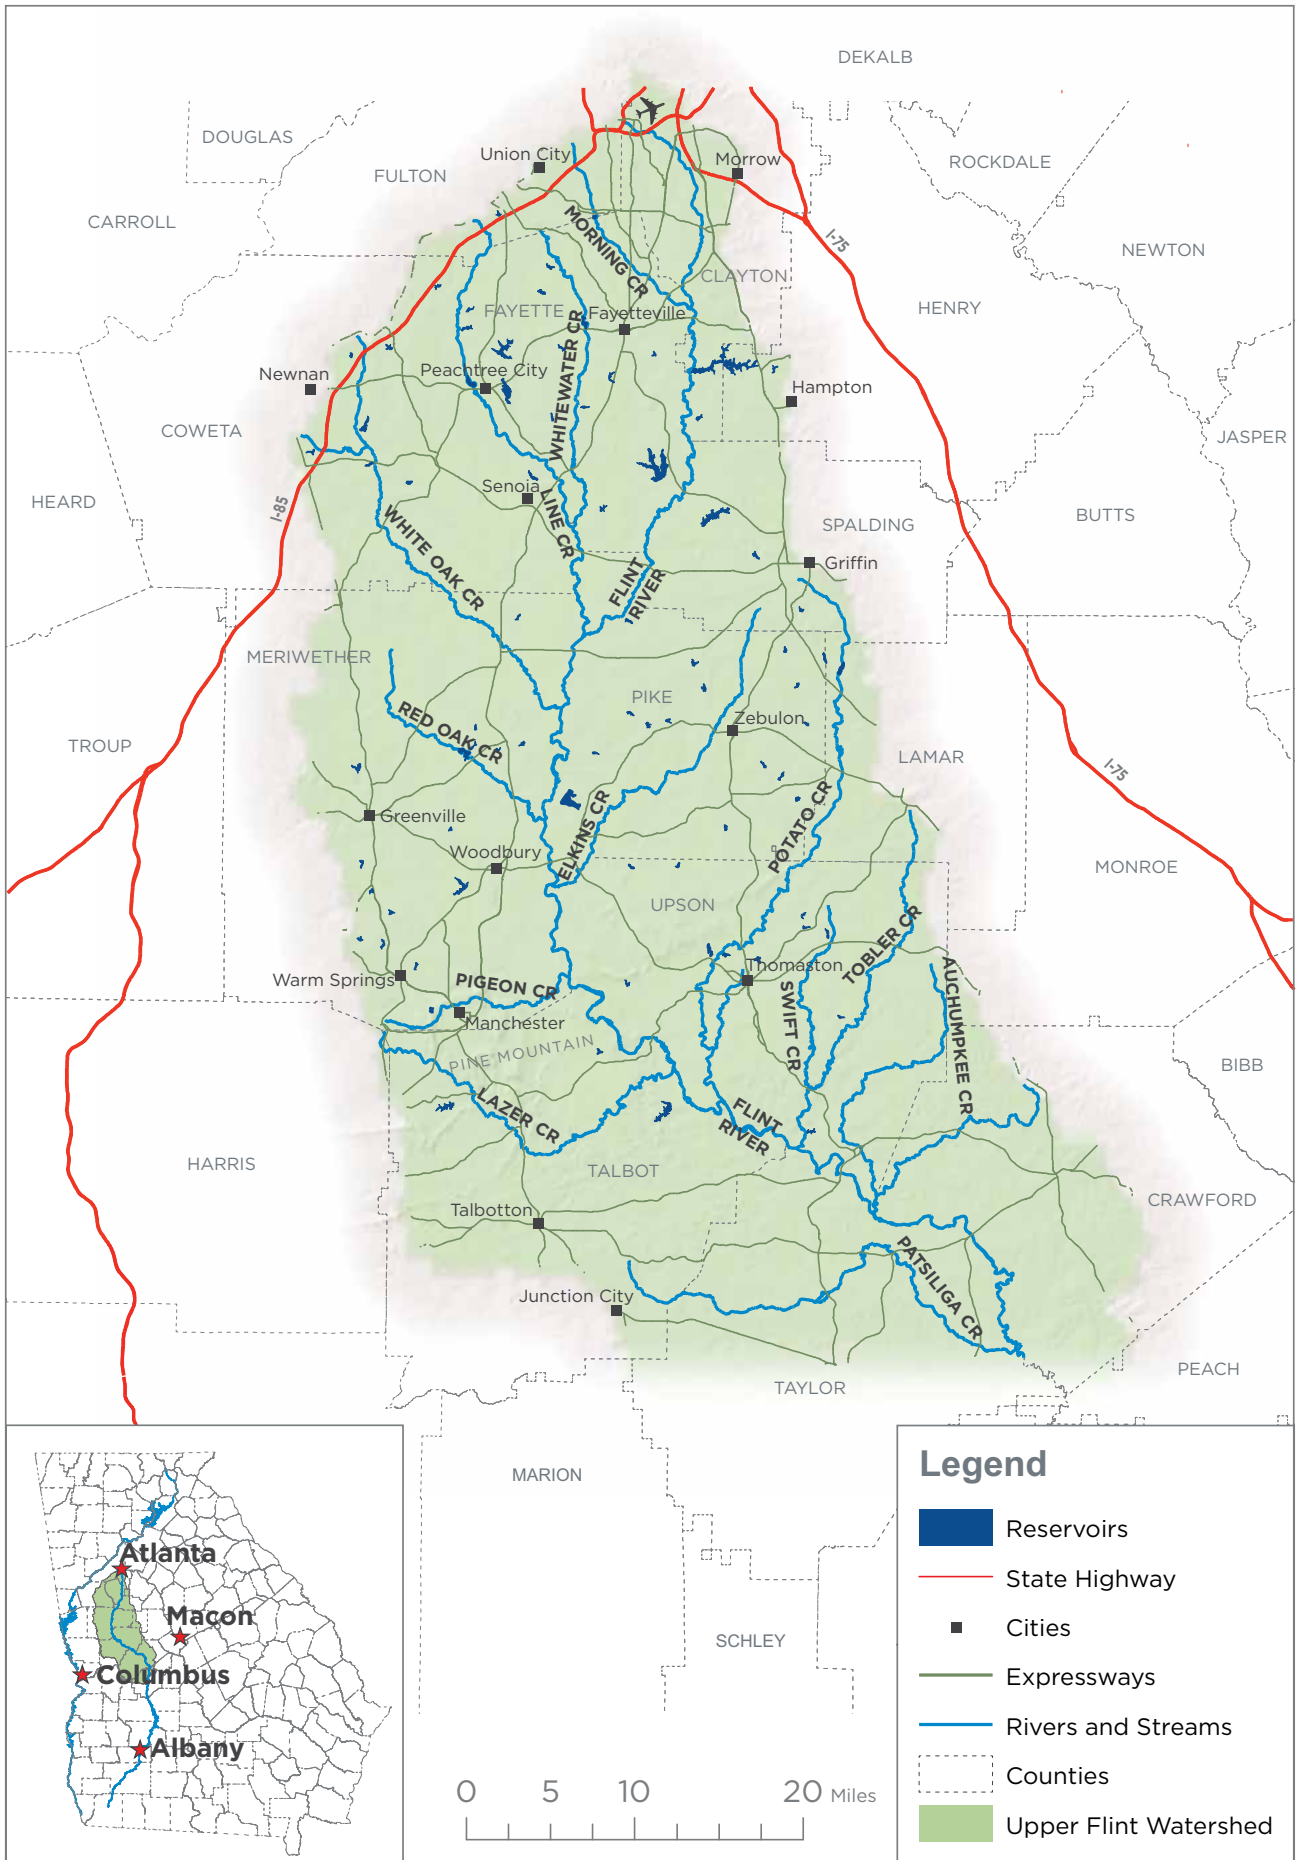 DEKALB
DOUGLAS
ROCKDALE
Union City
Morrow
FULTON
CARROLL
MORNING CR
I-75
NEWTON
CLAYTON
HENRY
FAYETTE
Fayetteville
WHITEWATER CR
Newnan
Peachtree City
Hampton
COWETA
JASPER
HEARD
I-85
Senoia
LINE CR
WHITE OAK CR
SPALDING
BUTTS
FLINT
RIVER
Griffin
MERIWETHER
PIKE
RED OAK CR
Zebulon
TROUP
LAMAR
I-75
Greenville
ELKINS CR
POTATO CR
Woodbury
MONROE
UPSON
TOBLER CR
Thomaston
Warm Springs
PIGEON CR
SWIFT CR
AUCHUMPKEE CR
Manchester
PINE MOUNTAIN
BIBB
LAZER CR
FLINT
RIVER
HARRIS
TALBOT
CRAWFORD
Talbotton
PATSILIGA CR
Junction City
PEACH
TAYLOR
MARION
SCHLEY
Atlanta
Macon
Columbus
Albany
0 5 10 20 Miles
Legend
Reservoirs
State Highway
Cities
Expressways
Rivers and Streams
Counties
Upper Flint Watershed